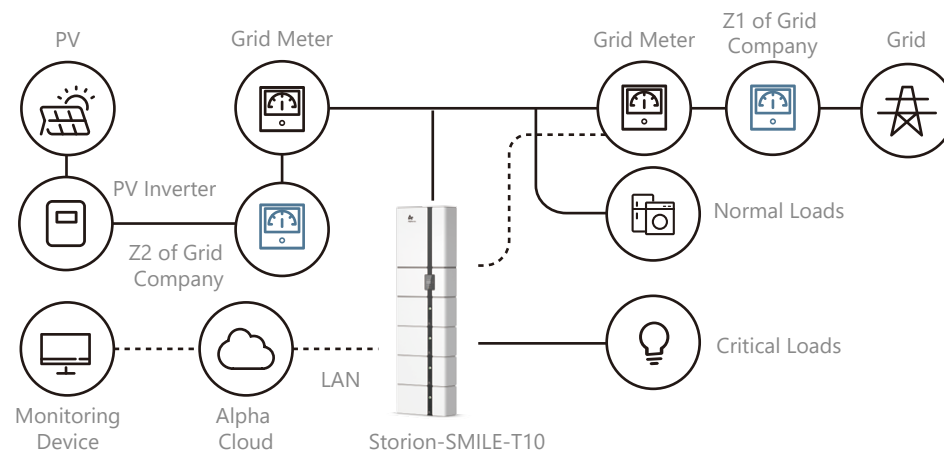 PV
Grid Meter
Grid Meter
Z1 of Grid
Company
Grid
PV Inverter
Z2 of Grid
Company
Normal Loads
Critical Loads
LAN
Monitoring
Device
Alpha
Cloud
Storion-SMILE-T10